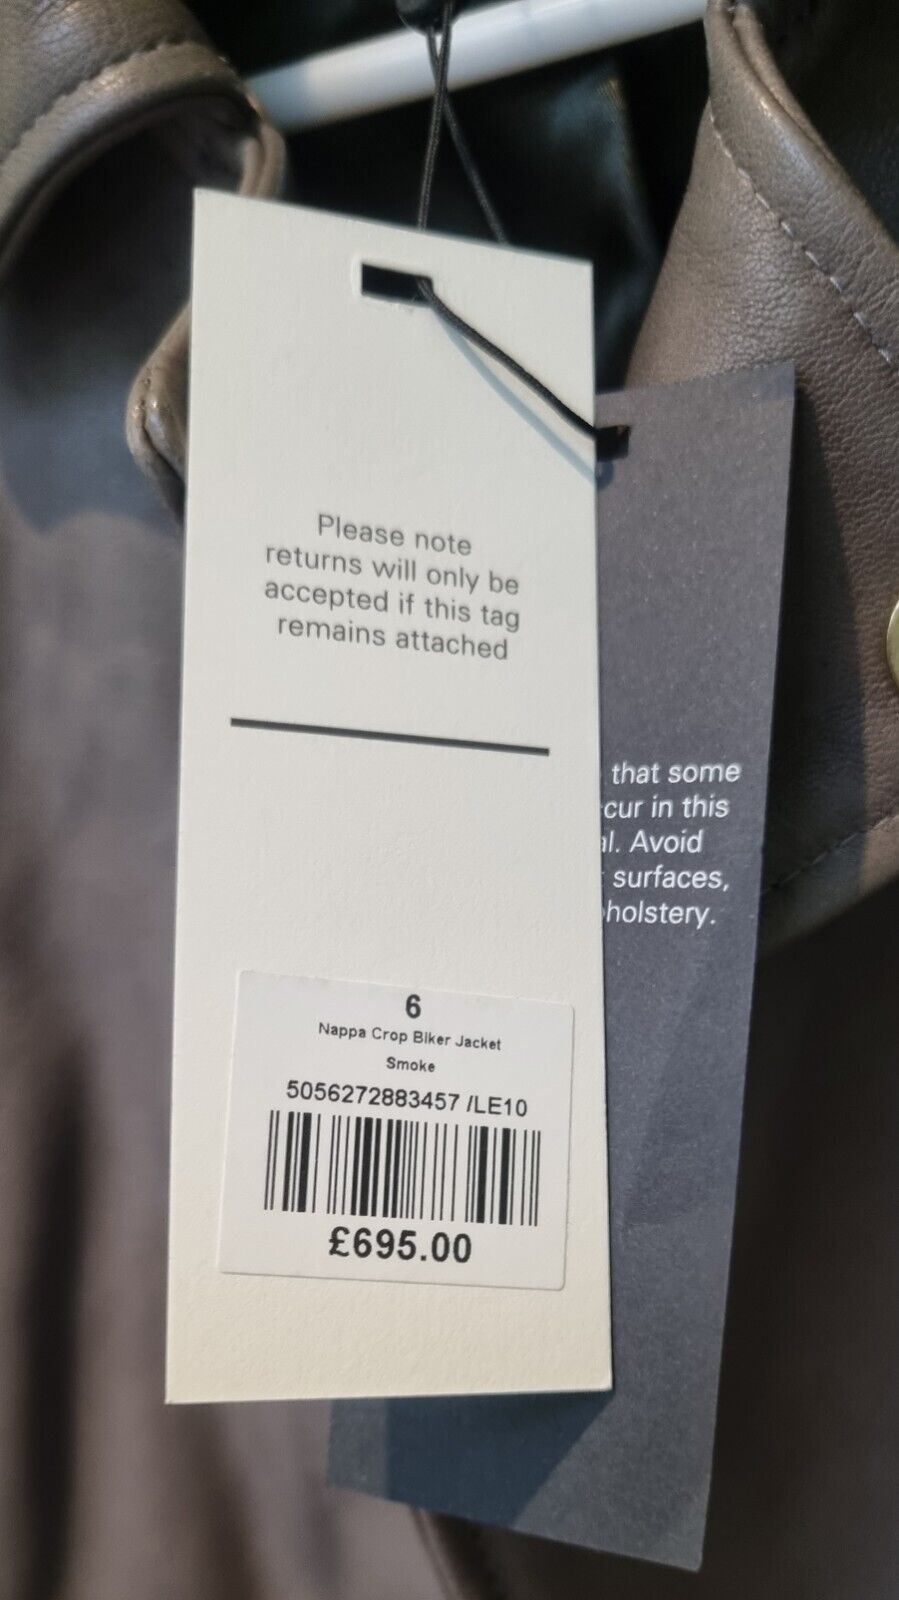 Please note
returns will only be
accepted if this tag
remains attached
that some
cur in this
al. Avoid
surfaces,
holstery.
6
Nappa Crop Biker Jacket
Smoke
5056272883457 /LE10
£695.00